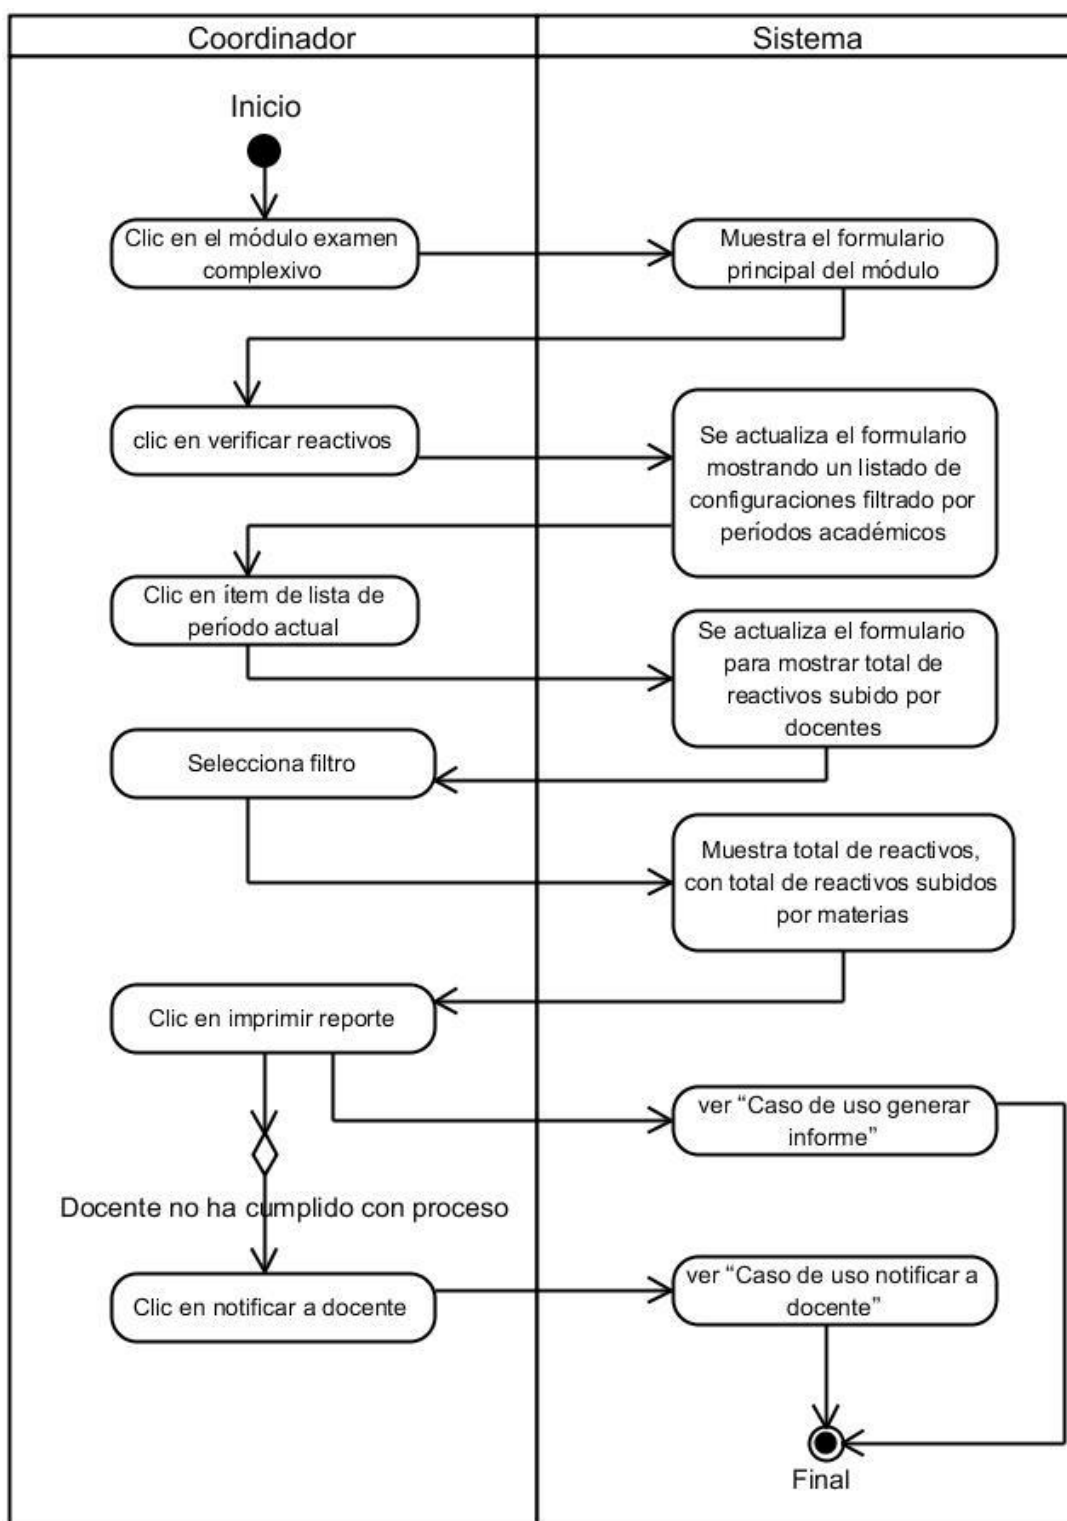 Coordinador
Sistema
Inicio
Clic en el módulo examen
complexivo
Muestra el formulario
principal del módulo
clic en verificar reactivos
Se actualiza el formulario
mostrando un listado de
configuraciones filtrado por
períodos académicos
Clic en ítem de lista de
período actual
Se actualiza el formulario
para mostrar total de
reactivos subido por
docentes
Selecciona filtro
Muestra total de reactivos,
con total de reactivos subidos
por materias
Clic en imprimir reporte
ver “Caso de uso generar
informe”
Docente no ha cumplido con proceso
Clic en notificar a docente
ver “Caso de uso notificar a
docente”
Final